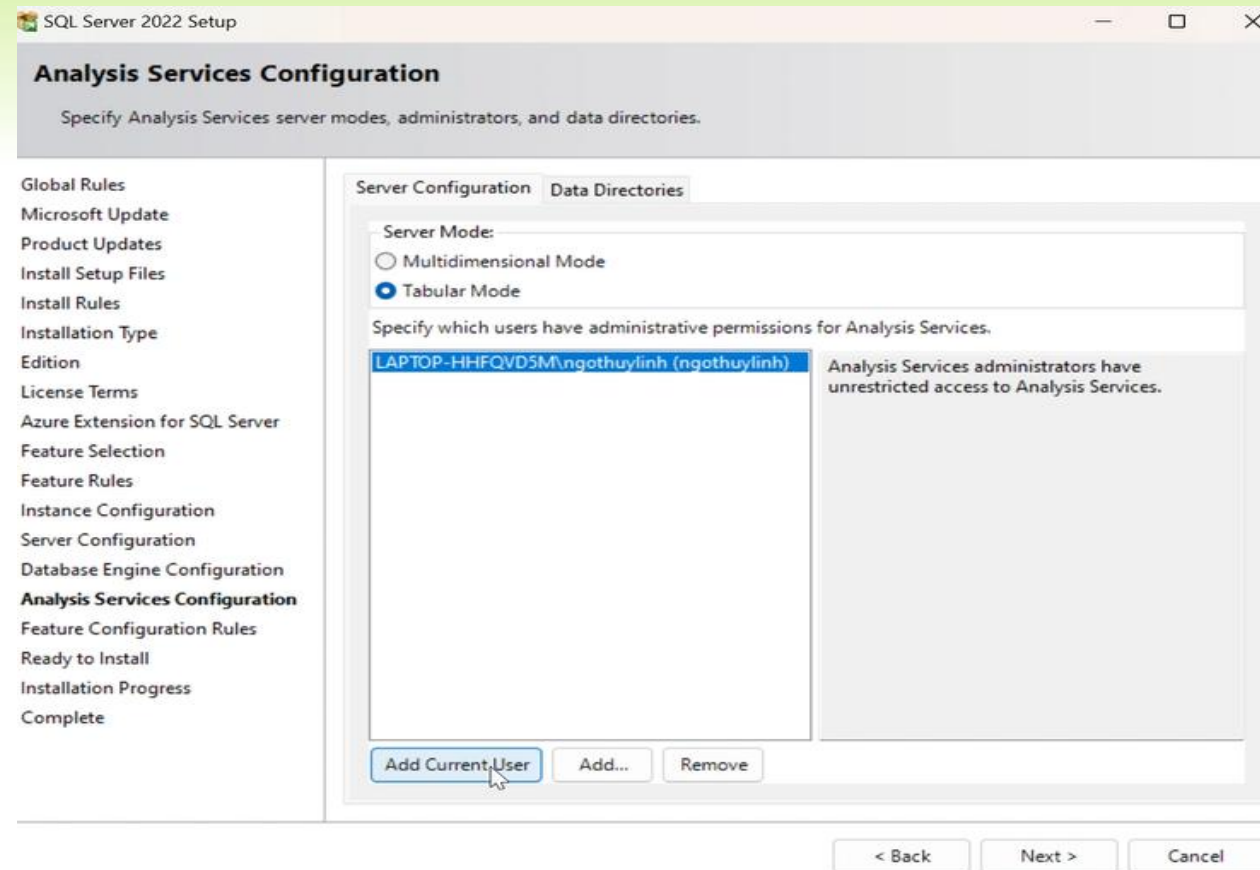 SQL Server 2022 Setup
Analysis Services Configuration
Specify Analysis Services server modes, administrators, and data directories.
Global Rules
Microsoft Update
Product Updates
Install Setup Files
Install Rules
Installation Type
Edition
License Terms
Azure Extension for SQL Server
Feature Selection
Feature Rules
Instance Configuration
Server Configuration
Database Engine Configuration
Analysis Services Configuration
Feature Configuration Rules
Ready to Install
Installation Progress
Complete
Server Configuration Data Directories
Server Mode:
Multidimensional Mode
Tabular Mode
Specify which users have administrative permissions for Analysis Services.
LAPTOP-HHFQVD5M\ngothuylinh (ngothuylinh)
Analysis Services administrators have
unrestricted access to Analysis Services.
Add Current User Add... Remove
< Back Next > Cancel